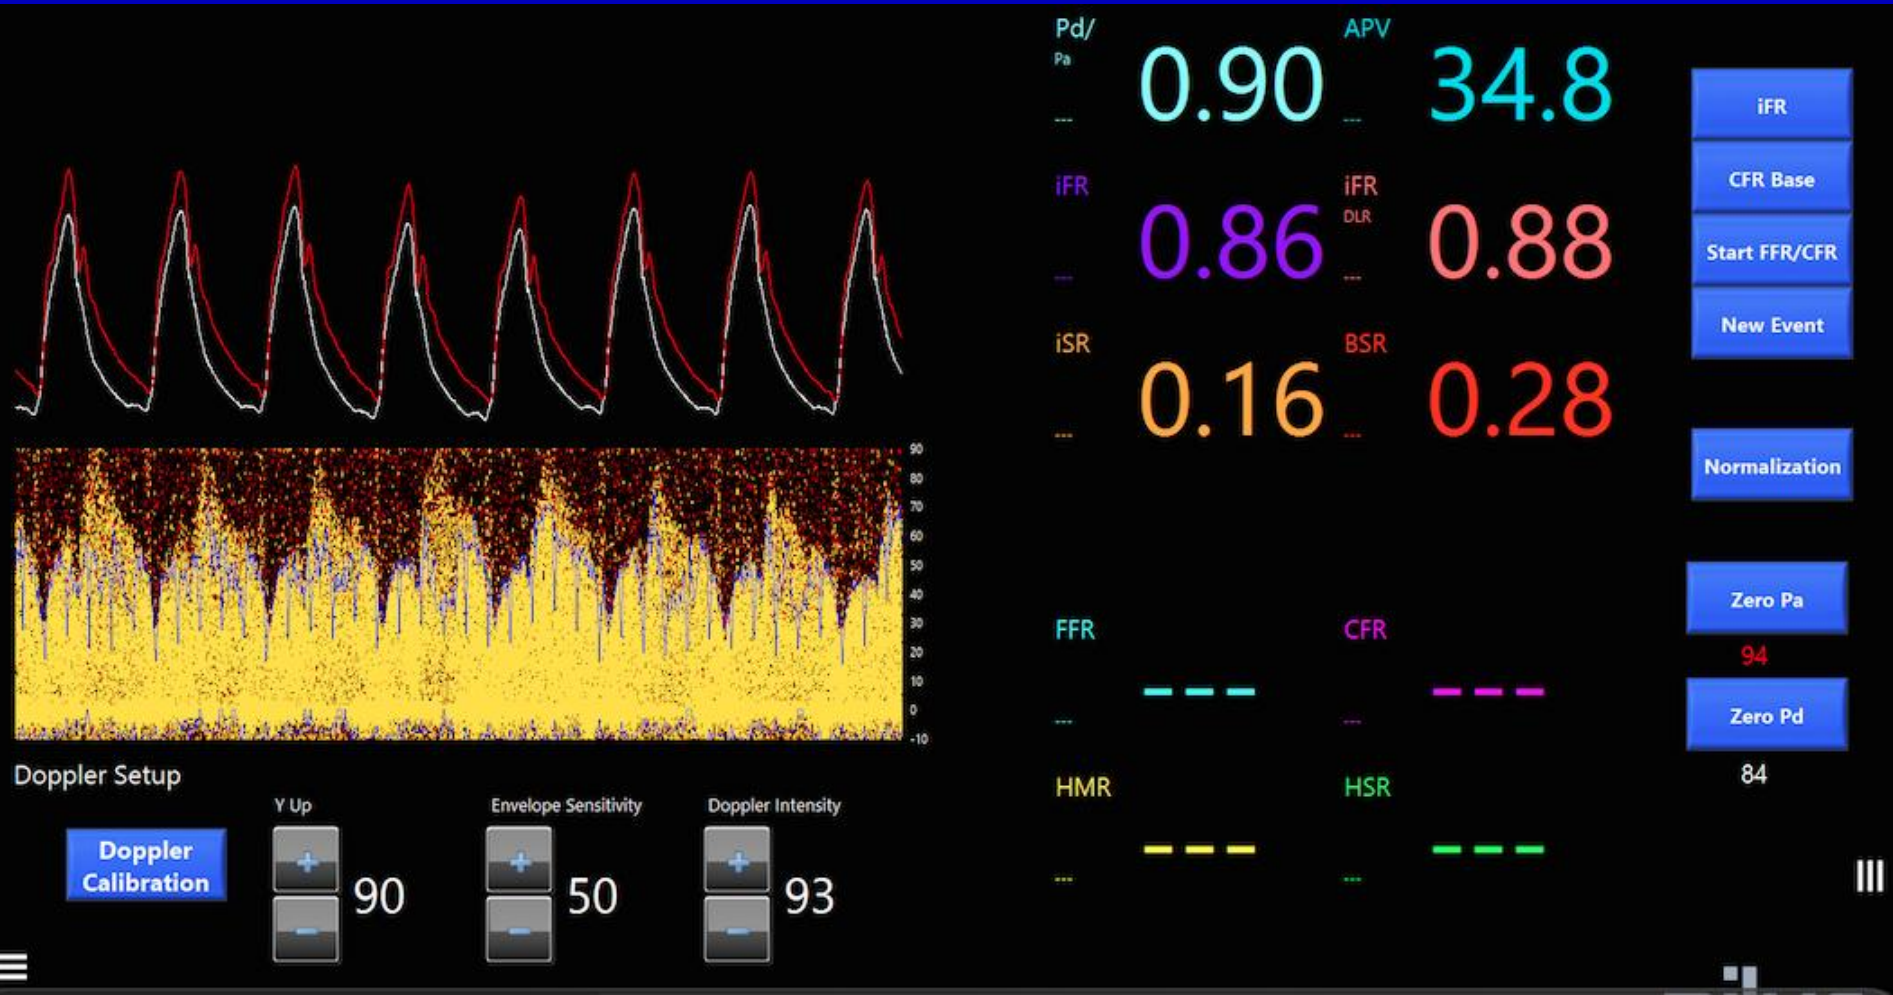 Pd/ APV
Pa
0.90 34.8
--- ---
iFR
iFR iFR
DLR
0.86 0.88
--- ---
CFR Base
Start FFR/CFR
New Event
iSR BSR
0.16 0.28
--- ---
Normalization
90
80
70
60
50
40
30
20
10
0
-10
FFR CFR
--- ---
--- ---
Zero Pa
94
Zero Pd
84
HMR HSR
--- ---
--- ---
Doppler Setup
Y Up Envelope Sensitivity Doppler Intensity
Doppler
Calibration
+ + +
90 50 93
- - -